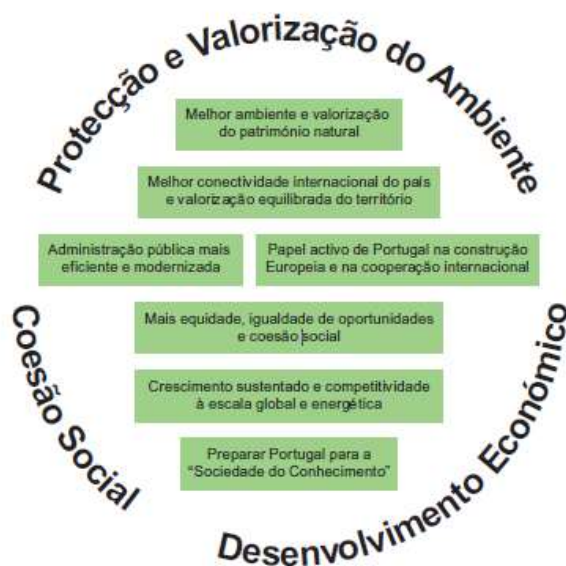 Protecção e Valorização do Ambiente
Melhor ambiente e valorização
do património natural
Melhor conectividade internacional do país
e valorização equilibrada do território
Administração pública mais
eficiente e modernizada
Papel activo de Portugal na construção
Europeia e na cooperação internacional
Mais equidade, igualdade de oportunidades
e coesão social
Crescimento sustentado e competitividade
à escala global e energética
Preparar Portugal para a
“Sociedade do Conhecimento”
Coesão Social
Desenvolvimento Económico